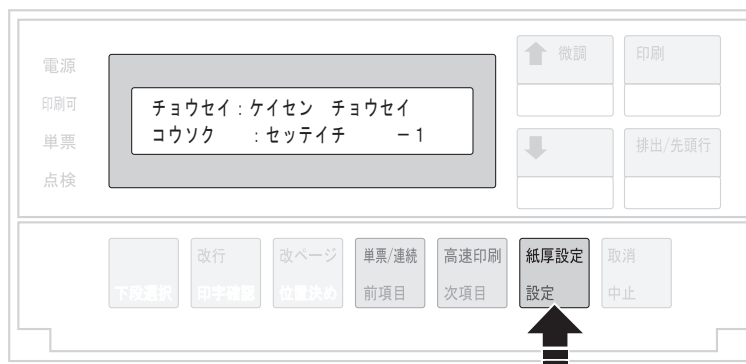 電源
印刷可
単票
点検
チョウセイ:ケイセン チョウセイ
コウソク :セッテイチ -1
微調
印刷
排出/先頭行
下段選択
改行
印字確認
改ページ
位置決め
単票/連続
前項目
高速印刷
次項目
紙厚設定
設定
取消
中止